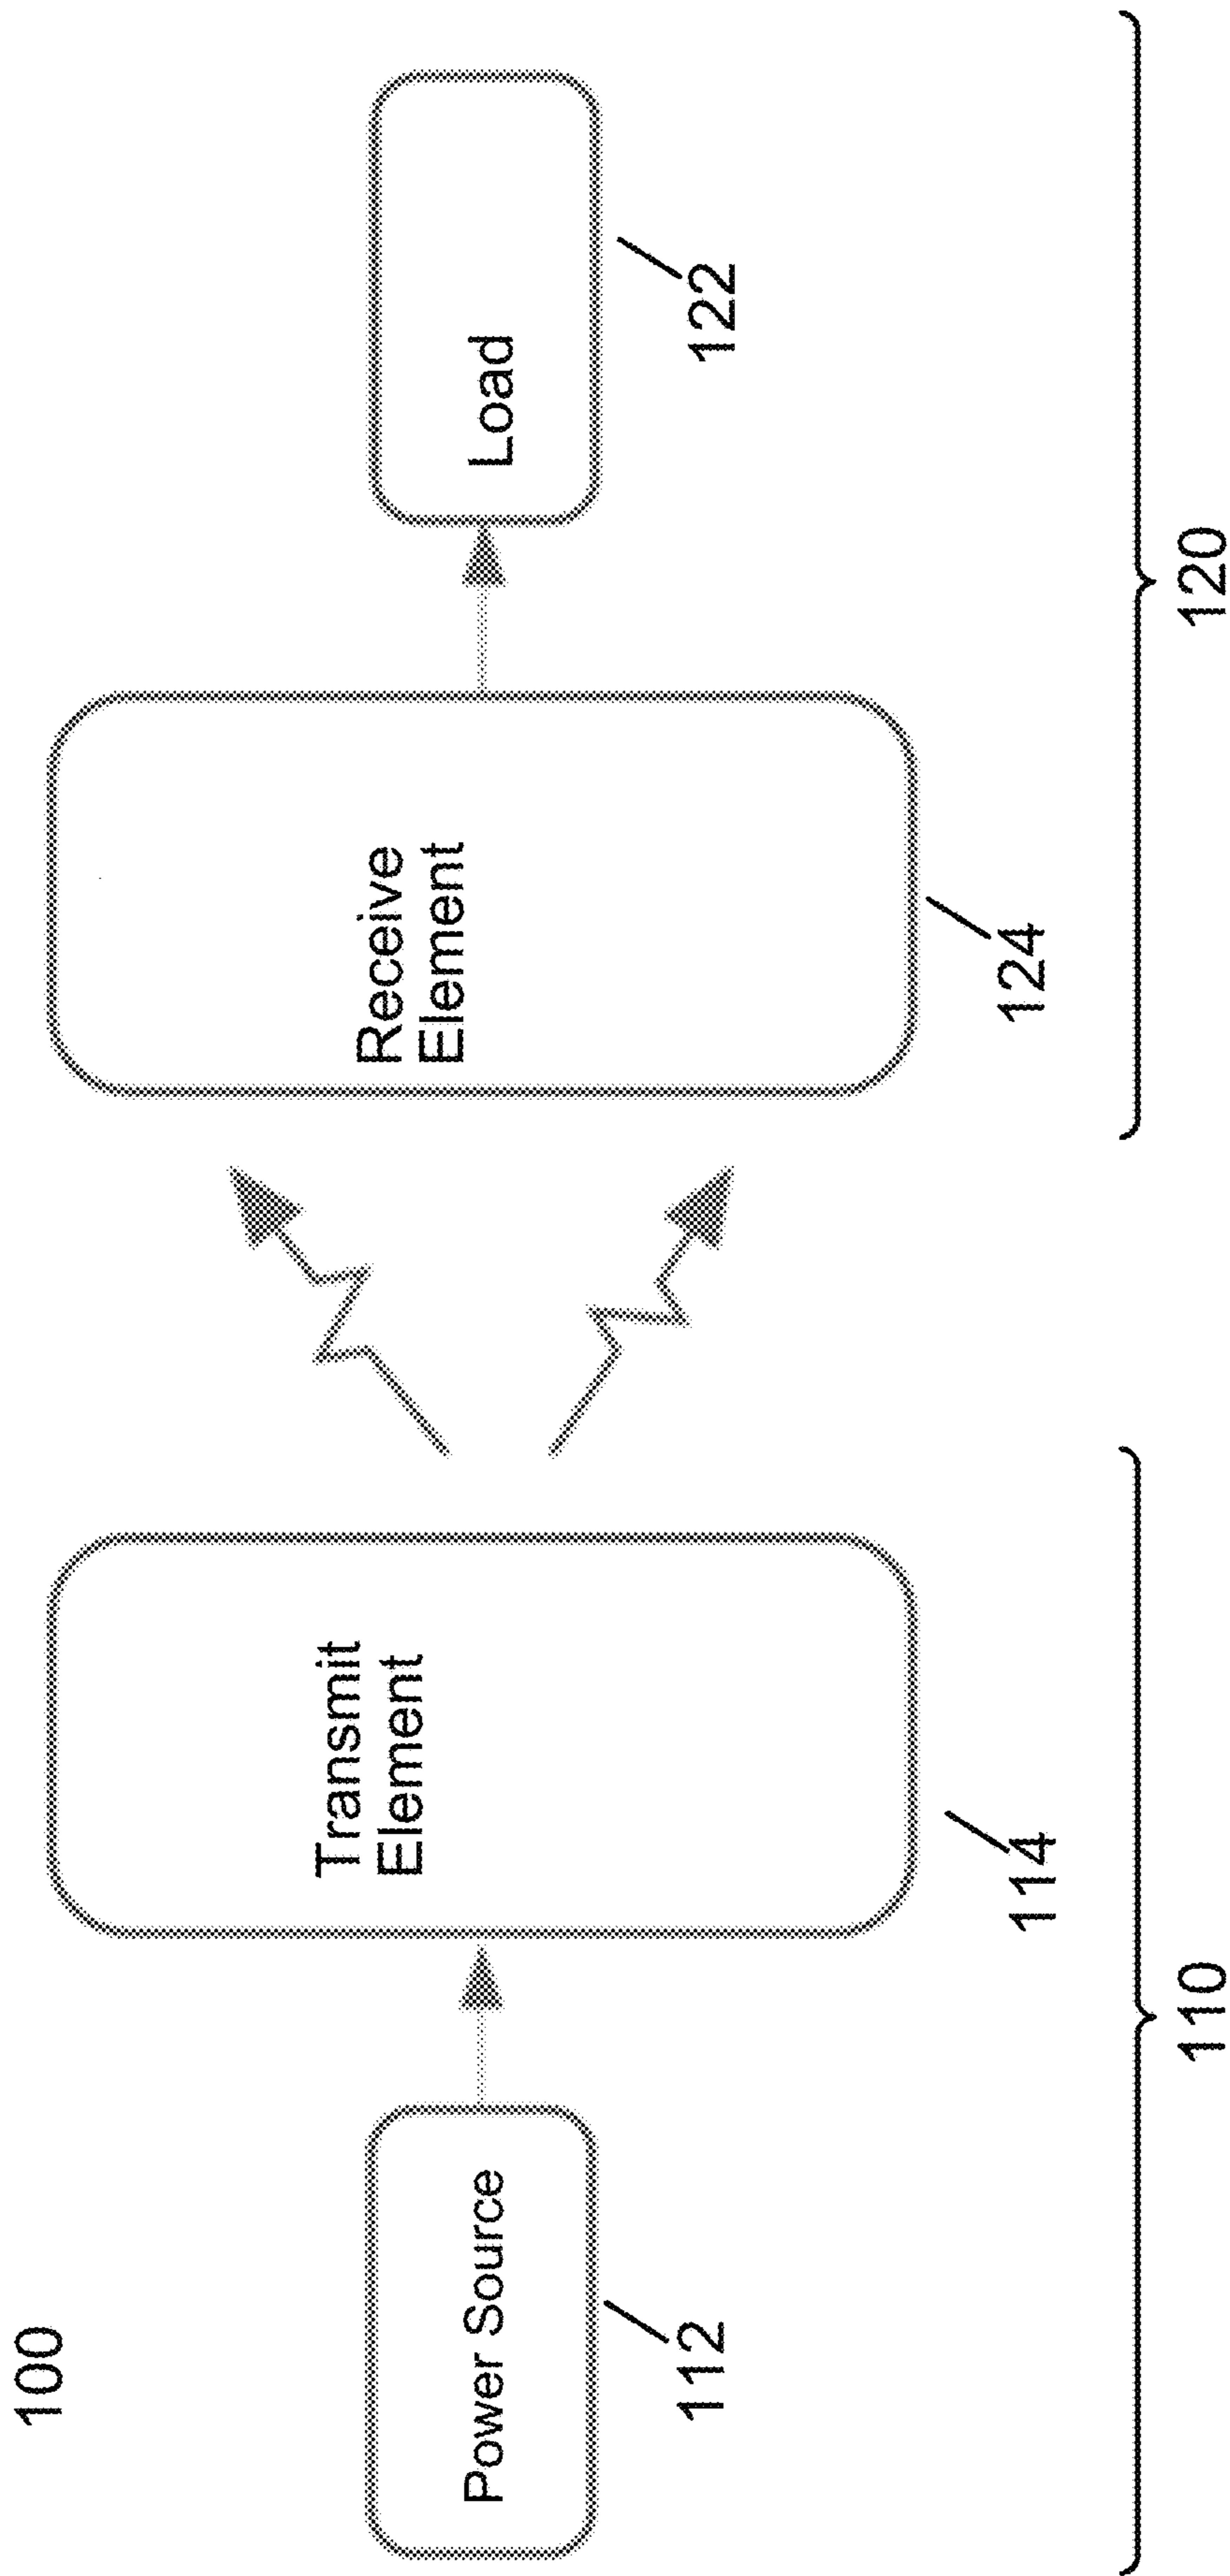 100
Power Source
112
Transmit
Element
114
110
Receive
Element
124
Load
122
120